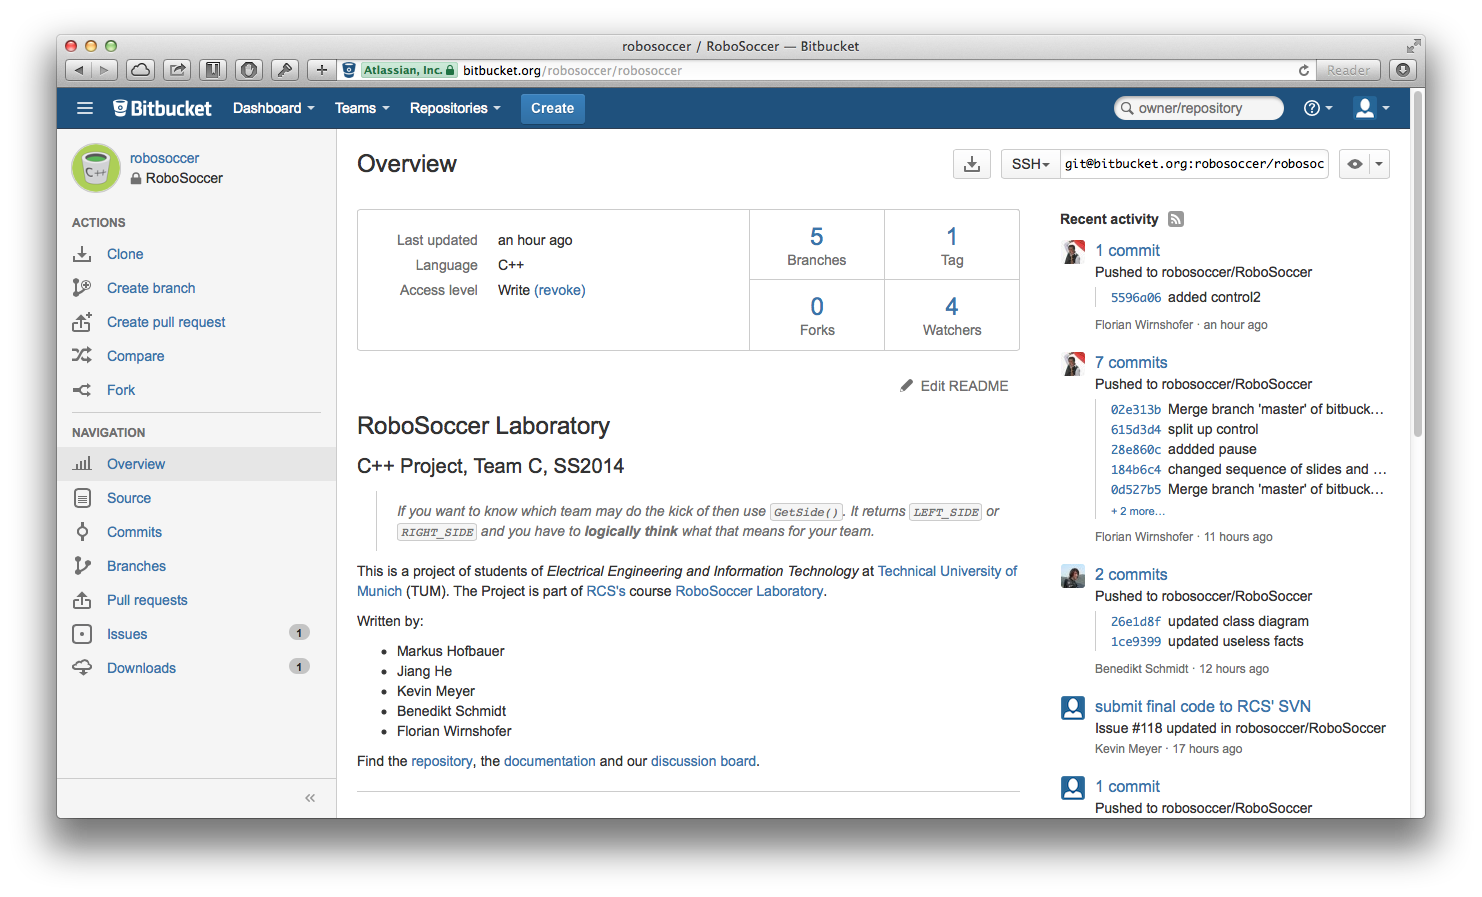 robosoccer / RoboSoccer — Bitbucket
Atlassian, Inc. bitbucket.org/robosoccer/robosoccer
Reader
Bitbucket Dashboard Teams Repositories Create
owner/repository
C++
robosoccer
RoboSoccer
ACTIONS
Clone
Create branch
Create pull request
Compare
Fork
NAVIGATION
Overview
Source
Commits
Branches
Pull requests
Issues 1
Downloads 1
«
Overview
SSH git@bitbucket.org:robosoccer/robosoc
Last updated an hour ago
Language C++
Access level Write (revoke)
5 Branches
1 Tag
0 Forks
4 Watchers
Edit README
RoboSoccer Laboratory
C++ Project, Team C, SS2014
If you want to know which team may do the kick of then use GetSide(). It returns LEFT_SIDE or
RIGHT_SIDE and you have to logically think what that means for your team.
This is a project of students of Electrical Engineering and Information Technology at Technical University of
Munich (TUM). The Project is part of RCS's course RoboSoccer Laboratory.
Written by:
• Markus Hofbauer
• Jiang He
• Kevin Meyer
• Benedikt Schmidt
• Florian Wirnshofer
Find the repository, the documentation and our discussion board.
Recent activity
1 commit
Pushed to robosoccer/RoboSoccer
5596a06 added control2
Florian Wirnshofer · an hour ago
7 commits
Pushed to robosoccer/RoboSoccer
02e313b Merge branch 'master' of bitbuck…
615d3d4 split up control
28e860c addded pause
184b6c4 changed sequence of slides and …
0d527b5 Merge branch 'master' of bitbuck…
+ 2 more…
Florian Wirnshofer · 11 hours ago
2 commits
Pushed to robosoccer/RoboSoccer
26e1d8f updated class diagram
1ce9399 updated useless facts
Benedikt Schmidt · 12 hours ago
submit final code to RCS' SVN
Issue #118 updated in robosoccer/RoboSoccer
Kevin Meyer · 17 hours ago
1 commit
Pushed to robosoccer/RoboSoccer